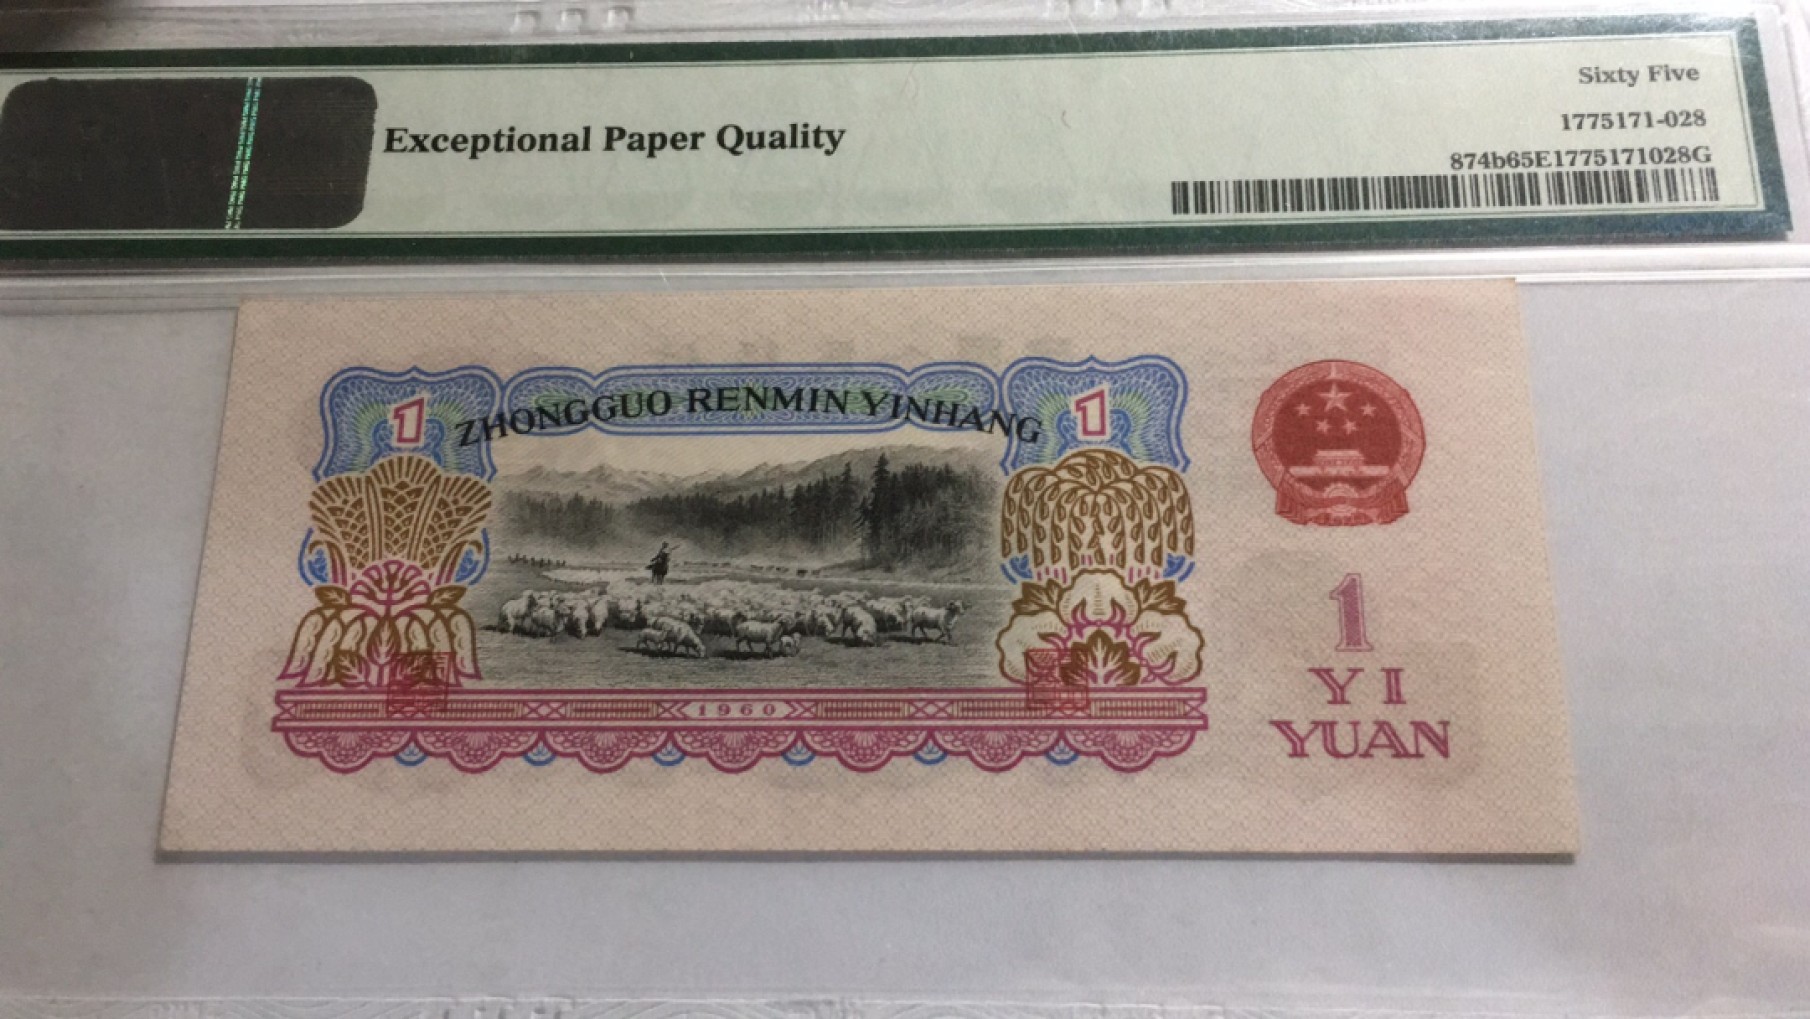 Sixty Five
1775171-028
Exceptional Paper Quality
874b65E1775171028G
1 ZHONGGUO RENMIN YINHANG 1
1
YI
YUAN
1960